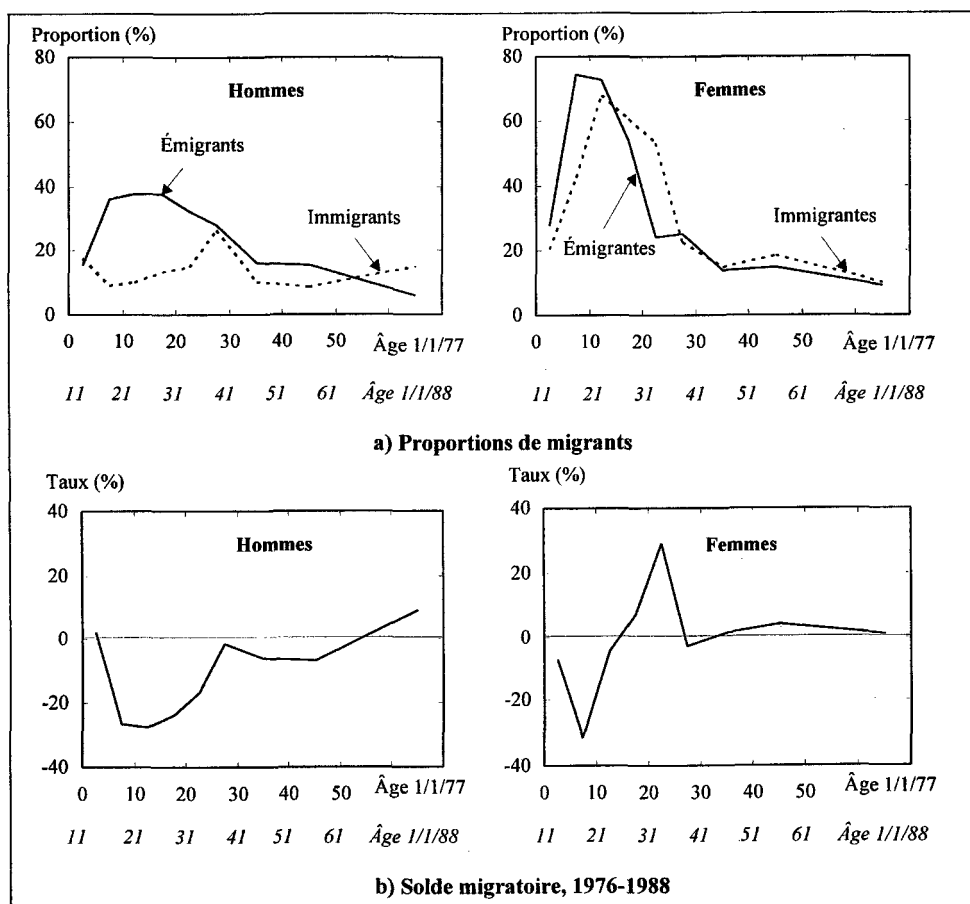 Proportion (%)
80
60
40
20
0
Hommes
Émigrants
Immigrants
0 10 20 30 40 50 Âge 1/1/77
11 21 31 41 51 61 Âge 1/1/88
Proportion (%)
80
60
40
20
0
Femmes
Émigrantes
Immigrantes
0 10 20 30 40 50 Âge 1/1/77
11 21 31 41 51 61 Âge 1/1/88
a) Proportions de migrants
Taux (%)
40
20
0
-20
-40
Hommes
0 10 20 30 40 50 Âge 1/1/77
11 21 31 41 51 61 Âge 1/1/88
Taux (%)
40
20
0
-20
-40
Femmes
0 10 20 30 40 50 Âge 1/1/77
11 21 31 41 51 61 Âge 1/1/88
b) Solde migratoire, 1976-1988